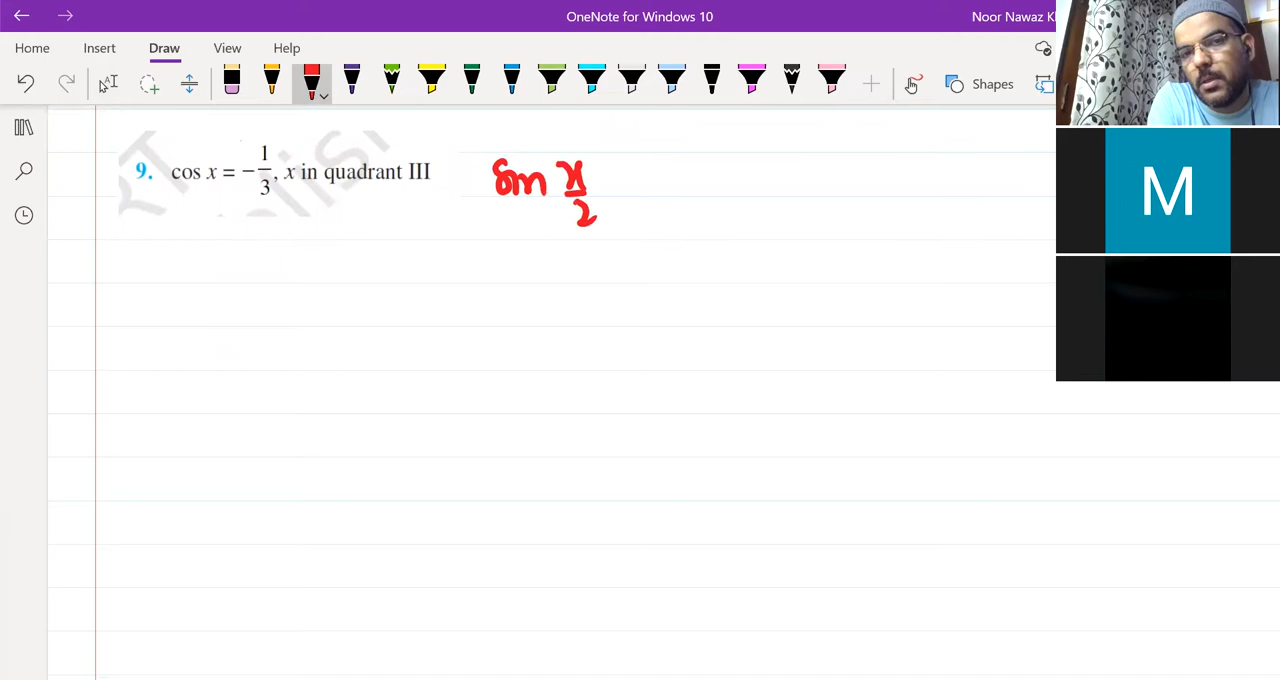 OneNote for Windows 10
Noor Nawaz Kh
Home Insert Draw View Help
Shapes
9. cos x = -1/3, x in quadrant III
sin x/2
M